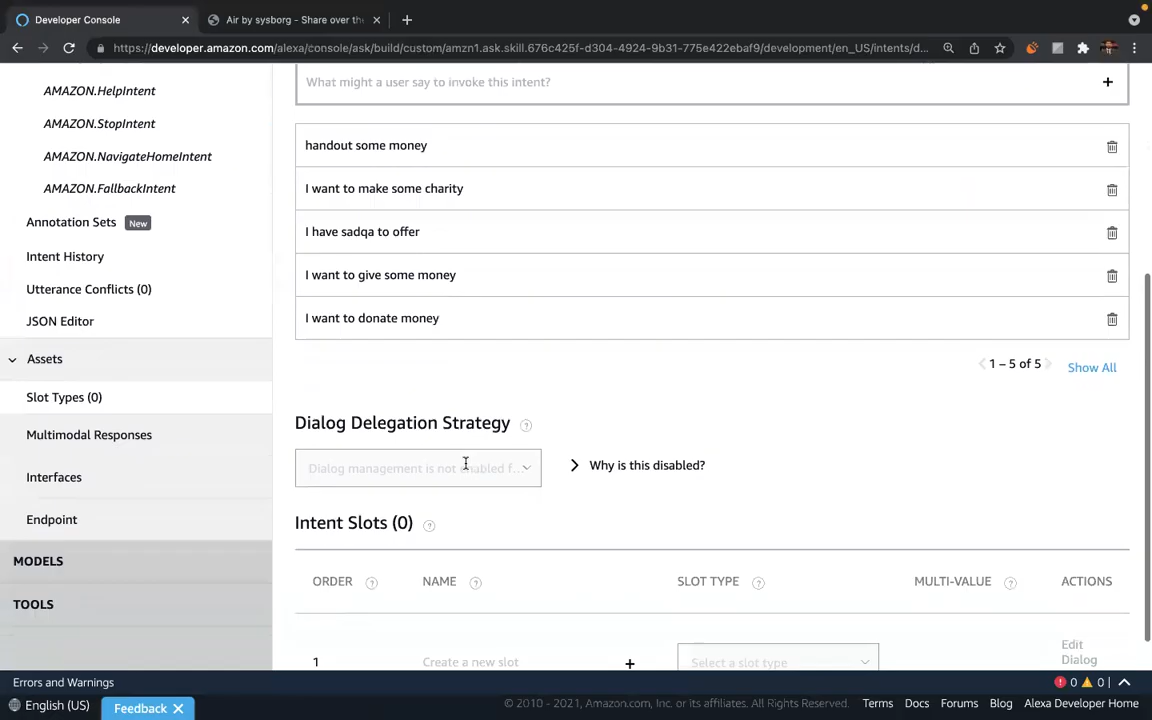 Developer Console
Air by sysborg - Share over the
https://developer.amazon.com/alexa/console/ask/build/custom/amzn1.ask.skill.676c425f-d304-4924-9b31-775e422ebaf9/development/en_US/intents/d...
AMAZON.HelpIntent
AMAZON.StopIntent
AMAZON.NavigateHomeIntent
AMAZON.FallbackIntent
Annotation Sets New
Intent History
Utterance Conflicts (0)
JSON Editor
Assets
Slot Types (0)
Multimodal Responses
Interfaces
Endpoint
MODELS
TOOLS
What might a user say to invoke this intent?
handout some money
I want to make some charity
I have sadqa to offer
I want to give some money
I want to donate money
1 – 5 of 5 Show All
Dialog Delegation Strategy ?
Dialog management is not enabled f...
Why is this disabled?
Intent Slots (0) ?
ORDER ? NAME ? SLOT TYPE ? MULTI-VALUE ? ACTIONS
1 Create a new slot + Select a slot type Edit
Dialog
Errors and Warnings 0 0 |
English (US) Feedback © 2010 - 2021, Amazon.com, Inc. or its affiliates. All Rights Reserved. Terms Docs Forums Blog Alexa Developer Home